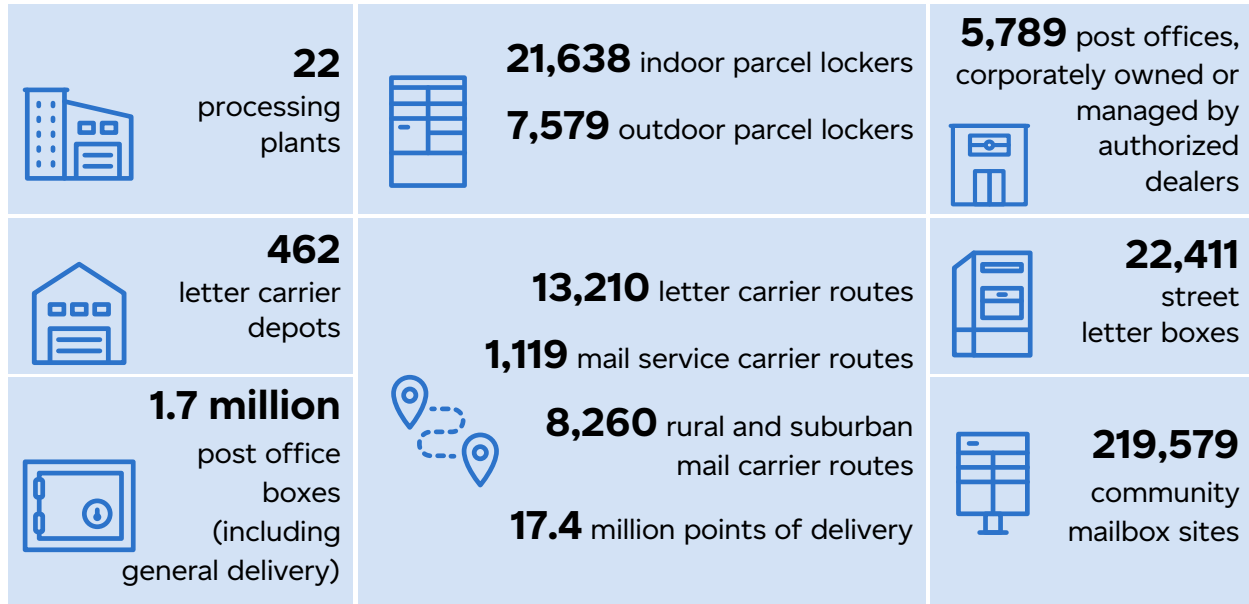 22
processing
plants
21,638 indoor parcel lockers
7,579 outdoor parcel lockers
5,789 post offices,
corporately owned or
managed by
authorized
dealers
462
letter carrier
depots
13,210 letter carrier routes
1,119 mail service carrier routes
8,260 rural and suburban
mail carrier routes
17.4 million points of delivery
22,411
street
letter boxes
1.7 million
post office
boxes
(including
general delivery)
219,579
community
mailbox sites